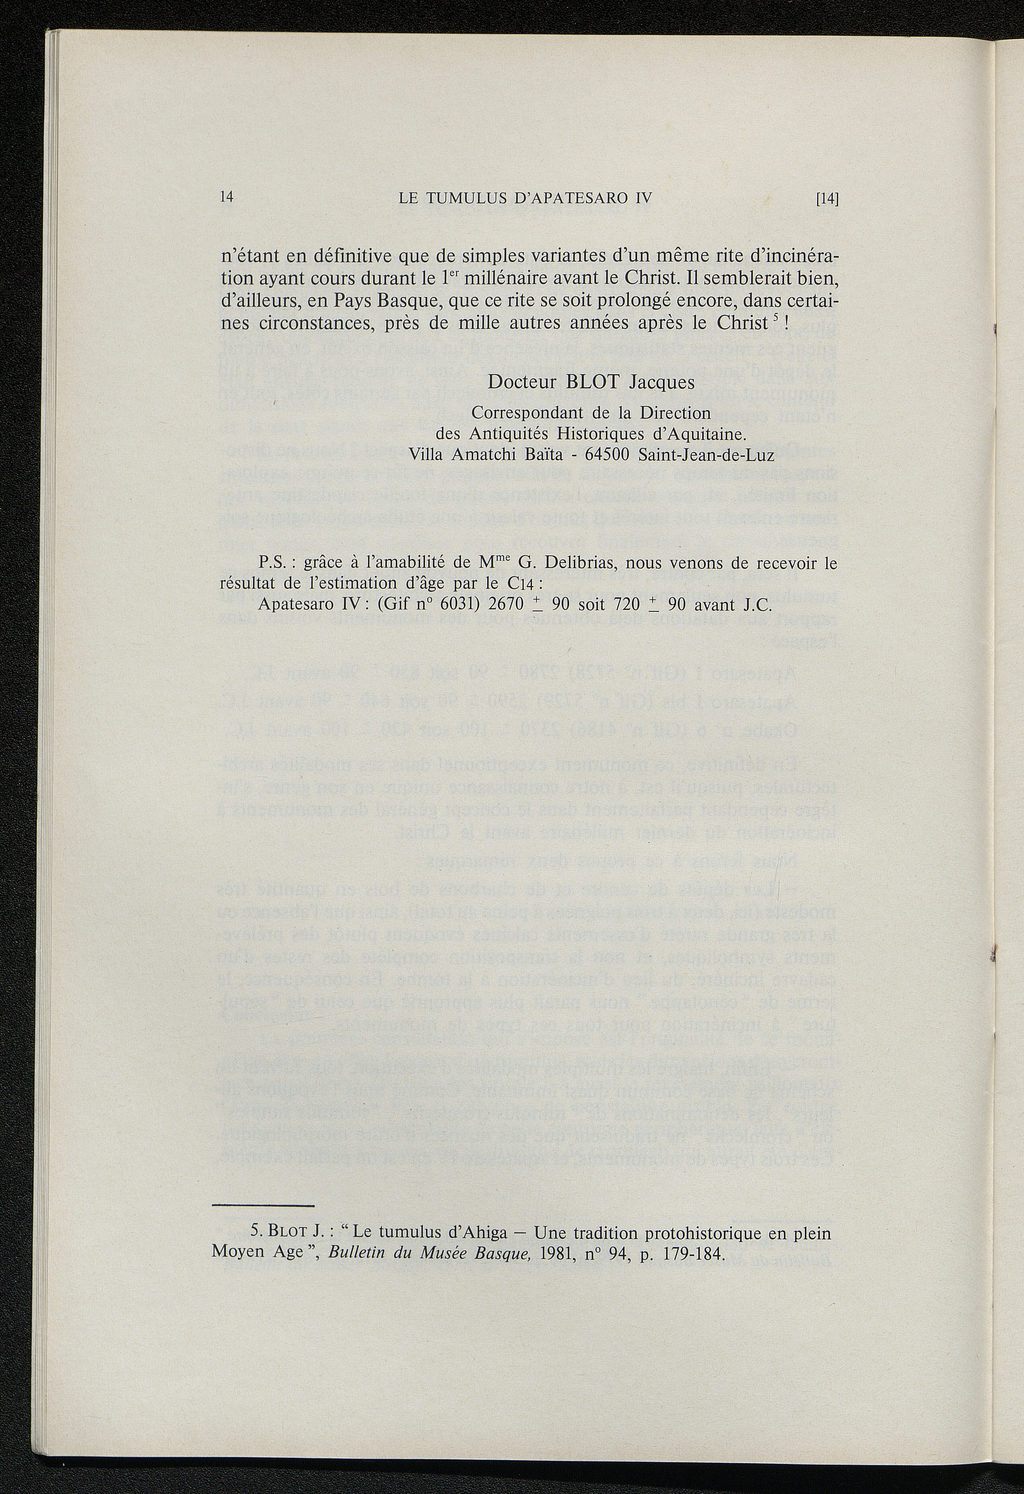 14 LE TUMULUS D'APATESARO IV [14]
n'étant en définitive que de simples variantes d'un même rite d'incinéra-
tion ayant cours durant le 1er millénaire avant le Christ. Il semblerait bien,
d'ailleurs, en Pays Basque, que ce rite se soit prolongé encore, dans certai-
nes circonstances, près de mille autres années après le Christ 5 !
Docteur BLOT Jacques
Correspondant de la Direction
des Antiquités Historiques d'Aquitaine.
Villa Amatchi Baïta - 64500 Saint-Jean-de-Luz
P.S. : grâce à l'amabilité de Mme G. Delibrias, nous venons de recevoir le
résultat de l'estimation d'âge par le C14 :
Apatesaro IV : (Gif n° 6031) 2670 ± 90 soit 720 ± 90 avant J.C.
5. BLOT J. : “ Le tumulus d'Ahiga — Une tradition protohistorique en plein
Moyen Age ”, Bulletin du Musée Basque, 1981, n° 94, p. 179-184.